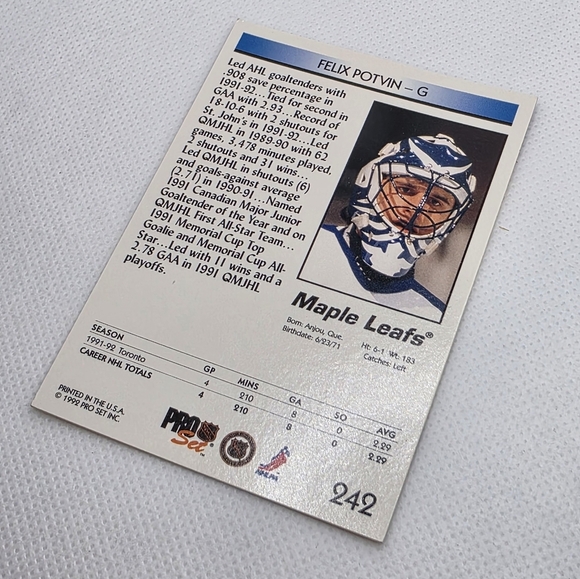 FELIX POTVIN – G
Led AHL goaltenders with
.908 save percentage in
1991-92...Tied for second in
GAA with 2.93...Record of
18-10-6 with 2 shutouts for
St. John's in 1991-92...Led
QMJHL in 1989-90 with 62
games, 3,478 minutes played,
2 shutouts and 31 wins...
Led QMJHL in shutouts (6)
and goals-against average
(2.71) in 1990-91...Named
1991 Canadian Major Junior
Goaltender of the Year and on
QMJHL First All-Star Team...
1991 Memorial Cup Top
Goalie and Memorial Cup All-
Star...Led with 11 wins and a
2.78 GAA in 1991 QMJHL
playoffs.
Maple Leafs®
Born: Anjou, Que. Ht: 6-1 Wt: 183
Birthdate: 6/23/71 Catches: Left
SEASON GP MINS GA SO AVG
1991-92 Toronto 4 210 8 0 2.29
CAREER NHL TOTALS 4 210 8 0 2.29
PRINTED IN THE U.S.A.
© 1992 PRO SET INC.
PRO
Set™
NHL
NHLPA
242